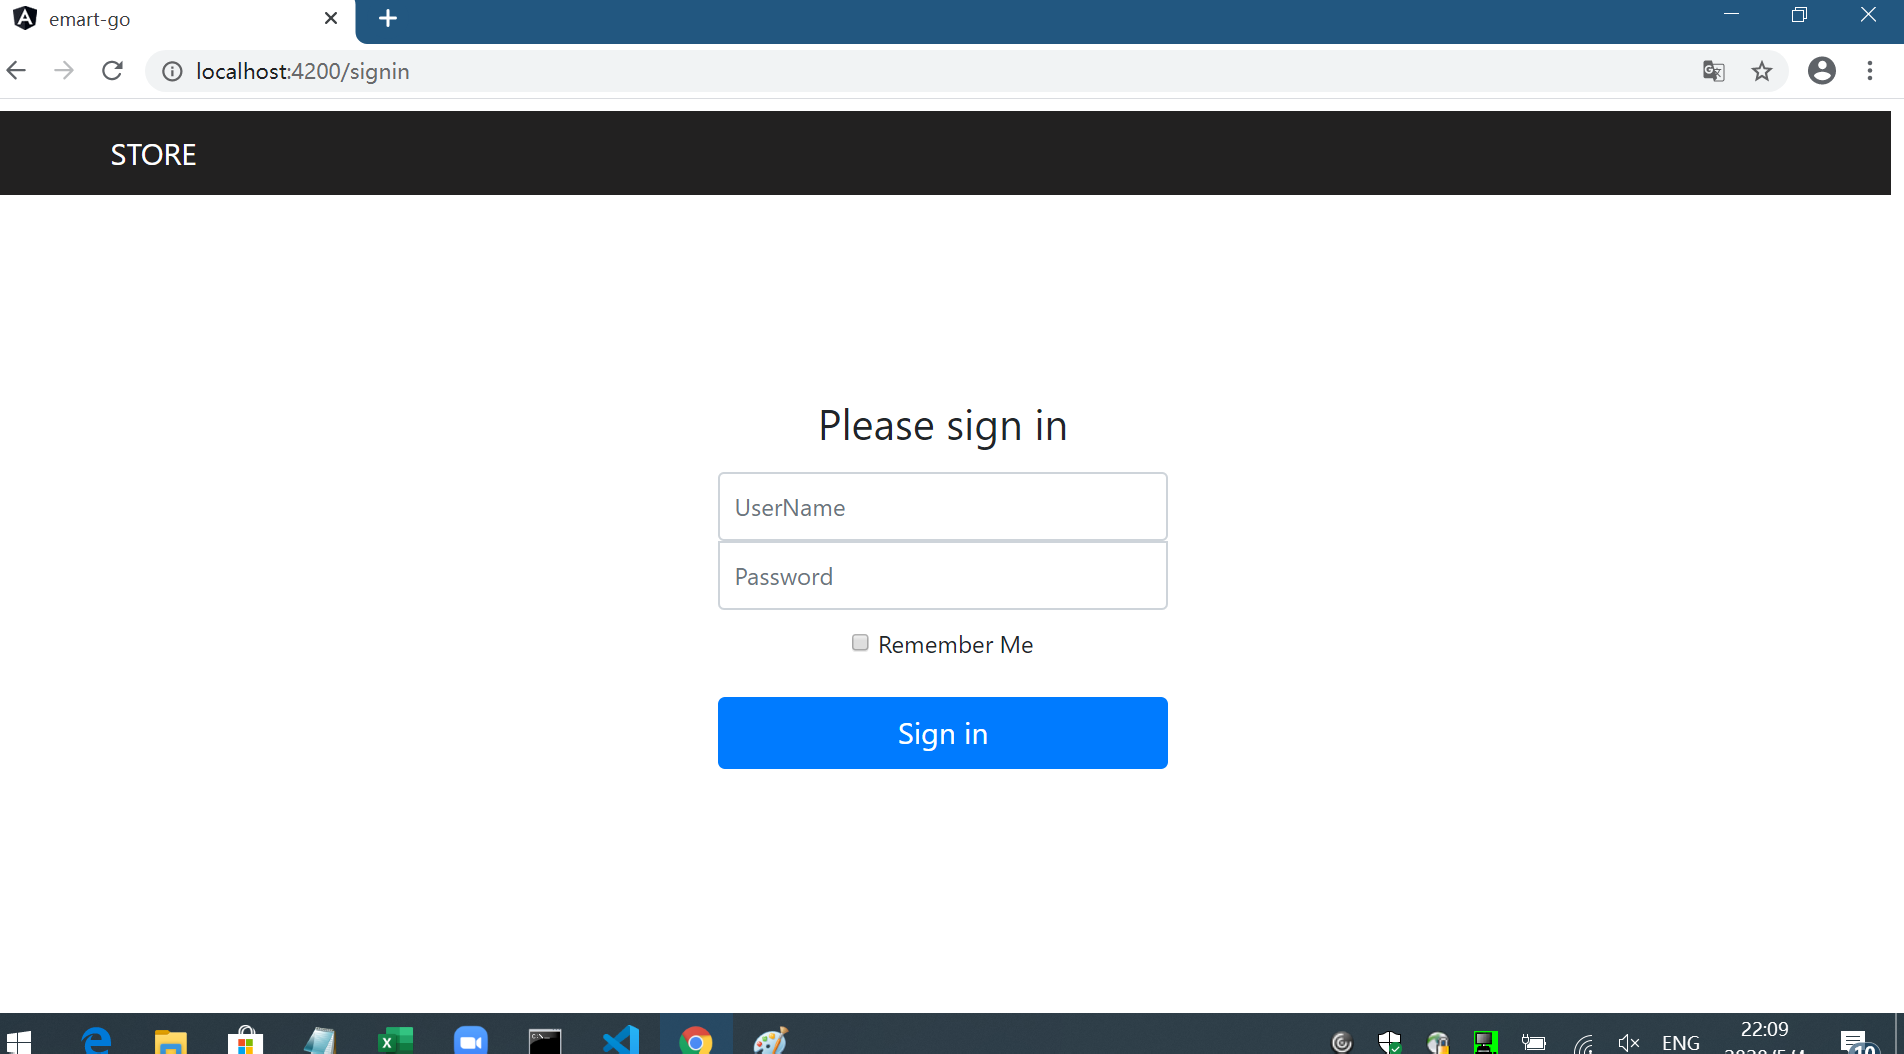 emart-go
localhost:4200/signin
STORE
Please sign in
UserName
Password
Remember Me
Sign in
ENG
22:09